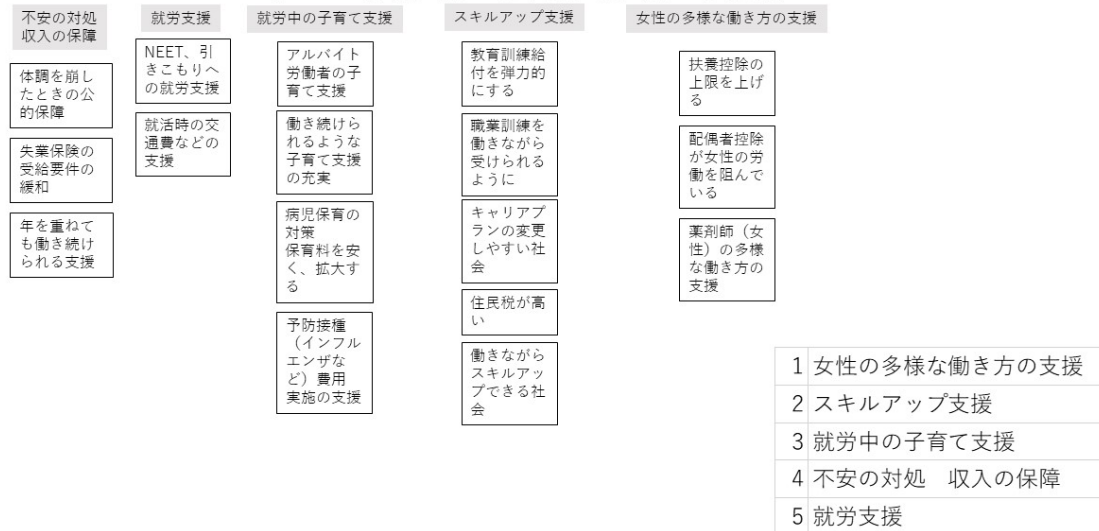 不安の対処
収入の保障
体調を崩し
たときの公
的保障
失業保険の
受給要件の
緩和
年を重ねて
も働き続け
られる支援
就労支援
NEET、引
きこもりへ
の就労支援
就活時の交
通費などの
支援
就労中の子育て支援
アルバイト
労働者の子
育て支援
働き続けら
れるような
子育て支援
の充実
病児保育の
対策
保育料を安
く、拡大す
る
予防接種
（インフル
エンザな
ど）費用
実施の支援
スキルアップ支援
教育訓練給
付を弾力的
にする
職業訓練を
働きながら
受けられる
ように
キャリアプ
ランの変更
しやすい社
会
住民税が高
い
働きながら
スキルアッ
プできる社
会
女性の多様な働き方の支援
扶養控除の
上限を上げ
る
配偶者控除
が女性の労
働を阻んで
いる
薬剤師（女
性）の多様
な働き方の
支援
1 女性の多様な働き方の支援
2 スキルアップ支援
3 就労中の子育て支援
4 不安の対処　収入の保障
5 就労支援